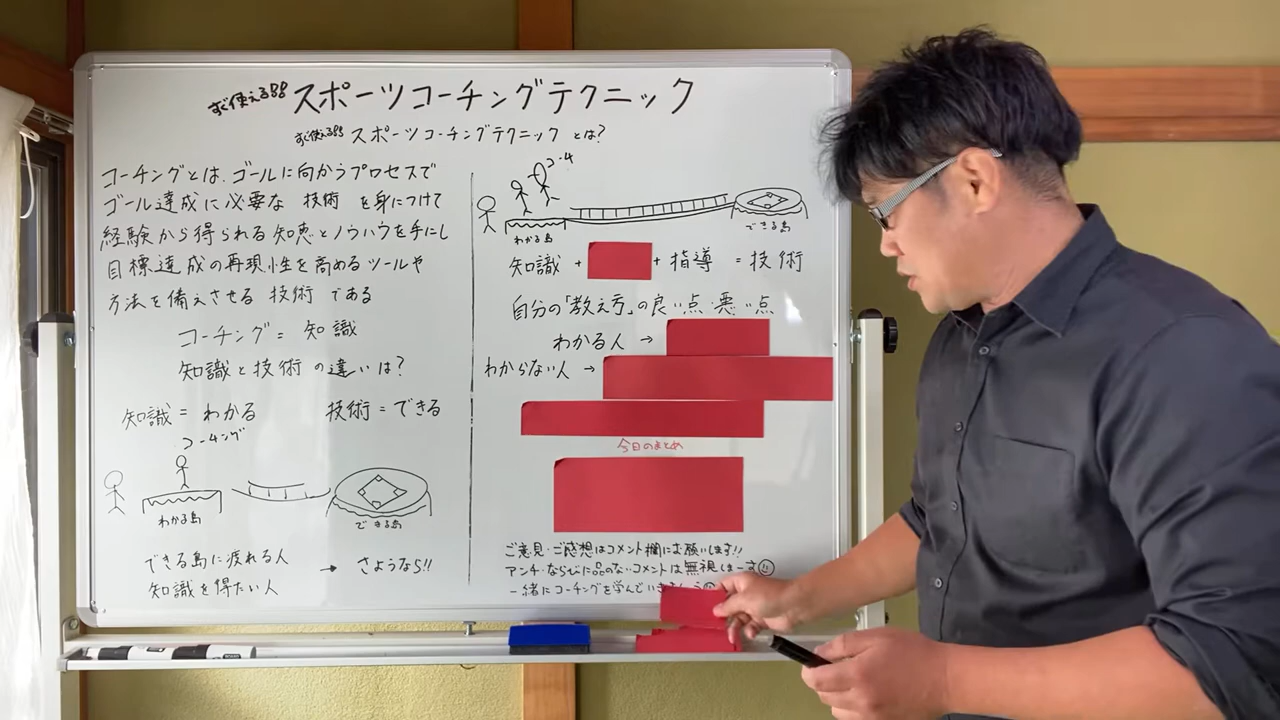 すぐ使える!! スポーツコーチングテクニック
すぐ使える!! スポーツコーチングテクニック とは?
コーチングとは、ゴールに向かうプロセスで
ゴール達成に必要な 技術 を身につけて
経験から得られる知恵とノウハウを手にし
目標達成の再現性を高めるツールや
方法を備えさせる 技術 である
コーチング = 知識
知識と技術の違いは?
知識 = わかる 技術 = できる
コーチング
わかる島 できる島
できる島に渡れる人
知識を得たい人 → さようなら!!
コーチ
わかる島 できる島
知識 + + 指導 = 技術
自分の「教え方」の良い点・悪い点
わかる人 →
わからない人 →
今日のまとめ
ご意見・ご感想はコメント欄にお願いします!!
アンチ・ならびに品のないコメントは無視しまーす
一緒にコーチングを学んでい